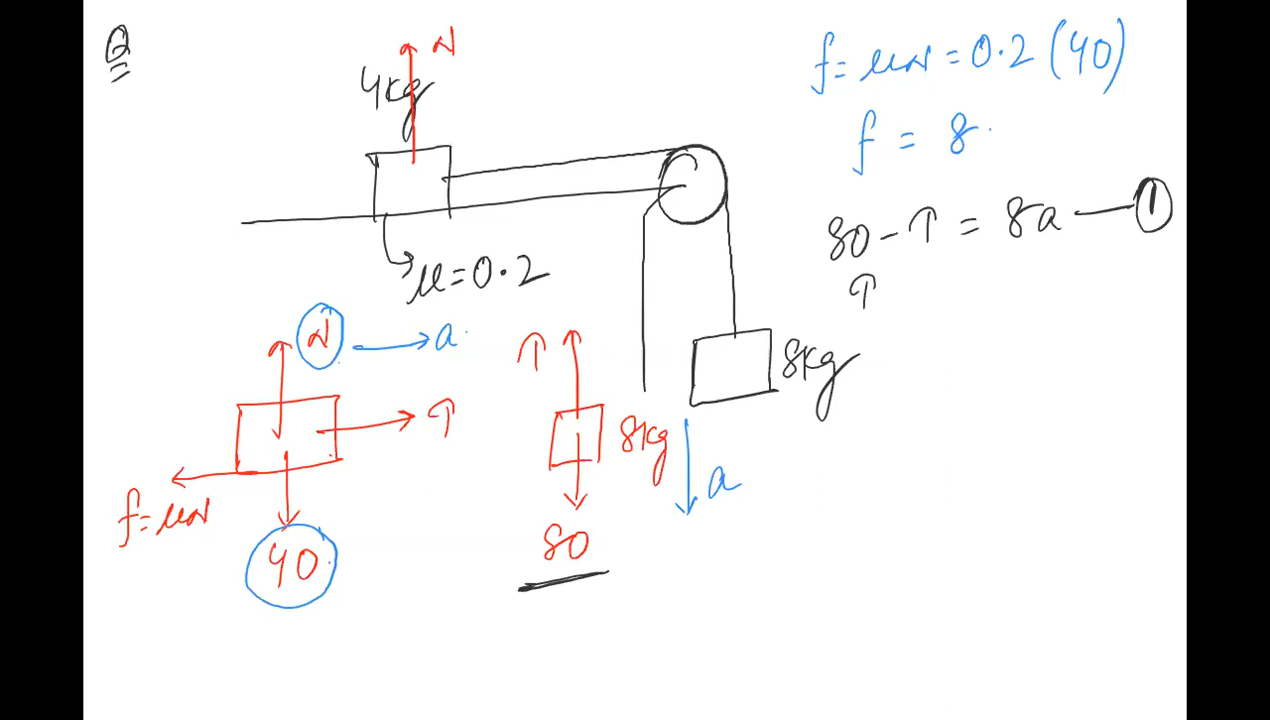 Q
N
4kg
μ=0.2
8kg
N
a
T
f=μN
40
T
8kg
80
a
f=μN=0.2(40)
f = 8
80-T = 8a — 1
T